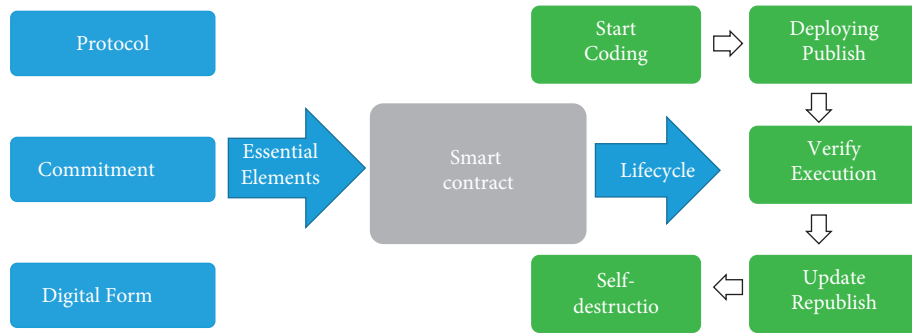 Protocol
Commitment
Digital Form
Essential
Elements
Smart
contract
Lifecycle
Start
Coding
Deploying
Publish
Verify
Execution
Update
Republish
Self-
destructio